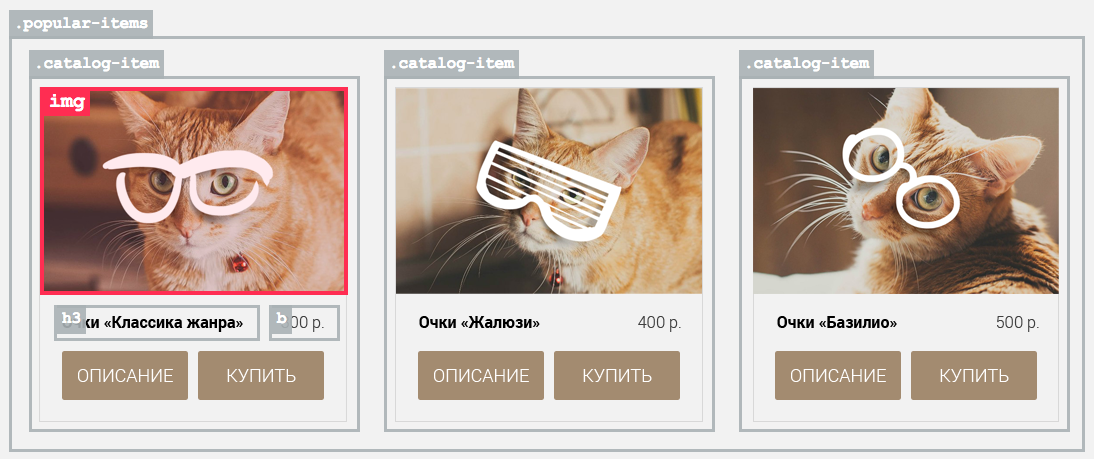 .popular-items
.catalog-item .catalog-item .catalog-item
img
h3 ки «Классика жанра» b 00 р. Очки «Жалюзи» 400 р. Очки «Базилио» 500 р.
ОПИСАНИЕ КУПИТЬ ОПИСАНИЕ КУПИТЬ ОПИСАНИЕ КУПИТЬ